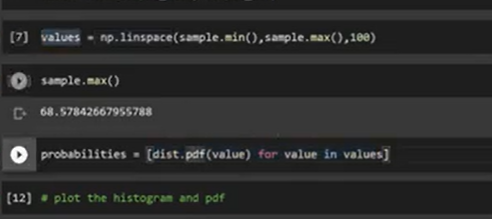 [7] values = np.linspace(sample.min(),sample.max(),100)
sample.max()
68.57842667955788
probabilities = [dist.pdf(value) for value in values]
[12] # plot the histogram and pdf